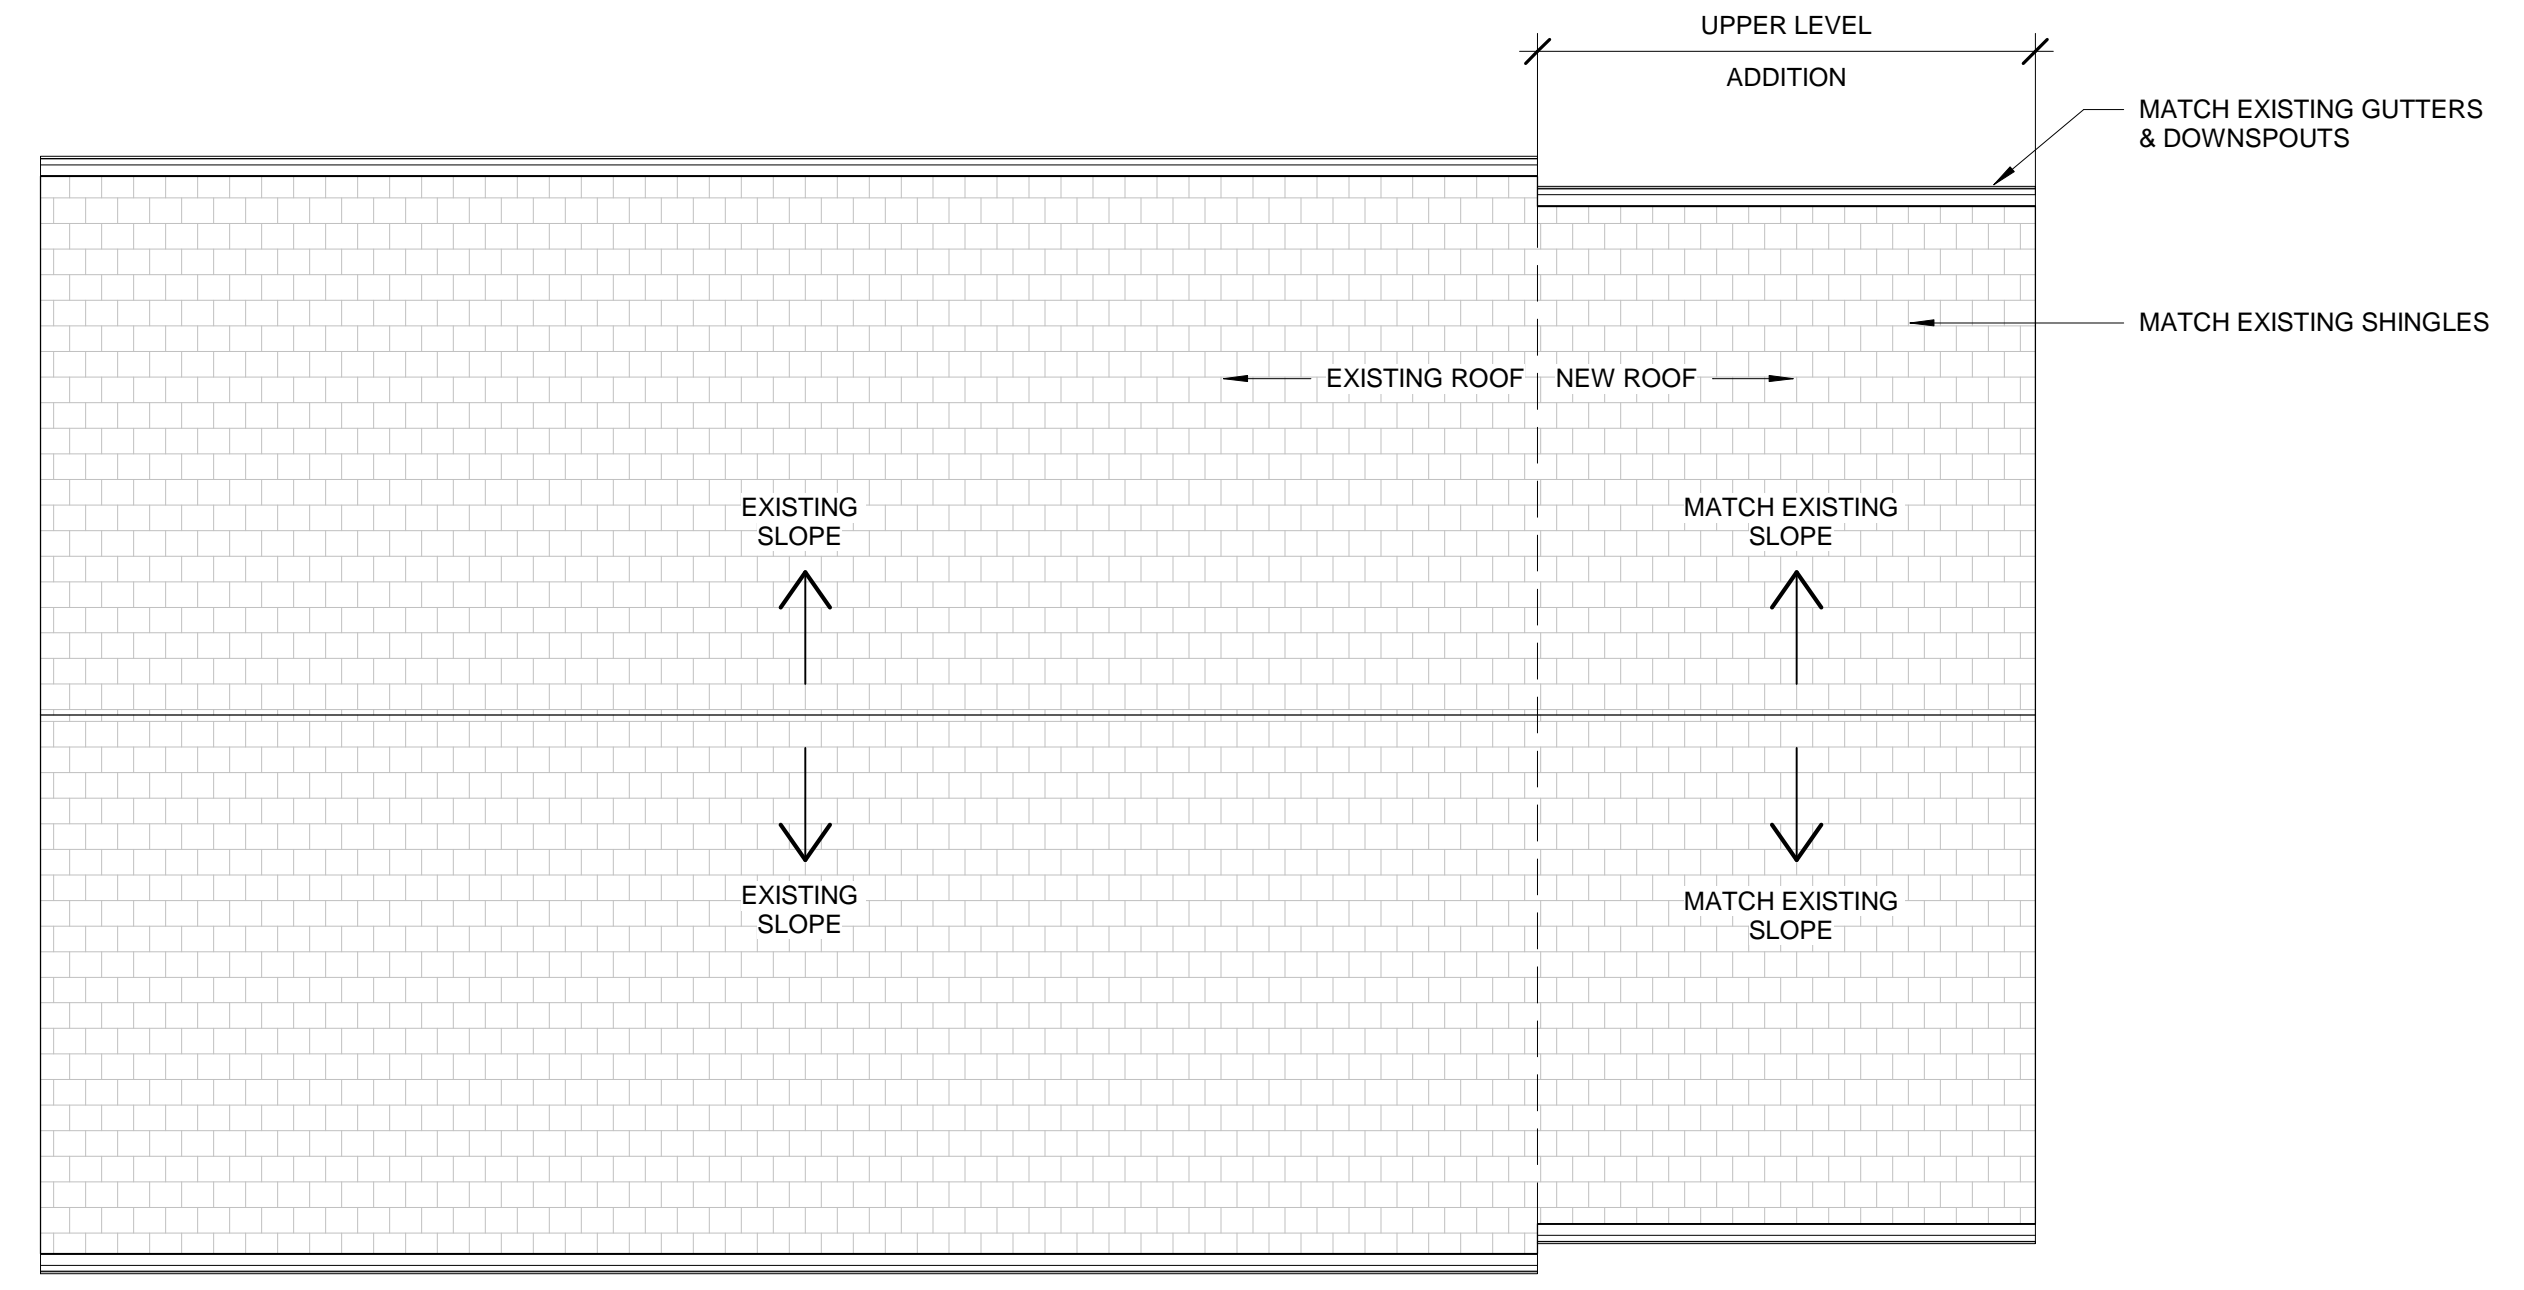 UPPER LEVEL
ADDITION
MATCH EXISTING GUTTERS
& DOWNSPOUTS
MATCH EXISTING SHINGLES
EXISTING ROOF
NEW ROOF
EXISTING
SLOPE
MATCH EXISTING
SLOPE
EXISTING
SLOPE
MATCH EXISTING
SLOPE